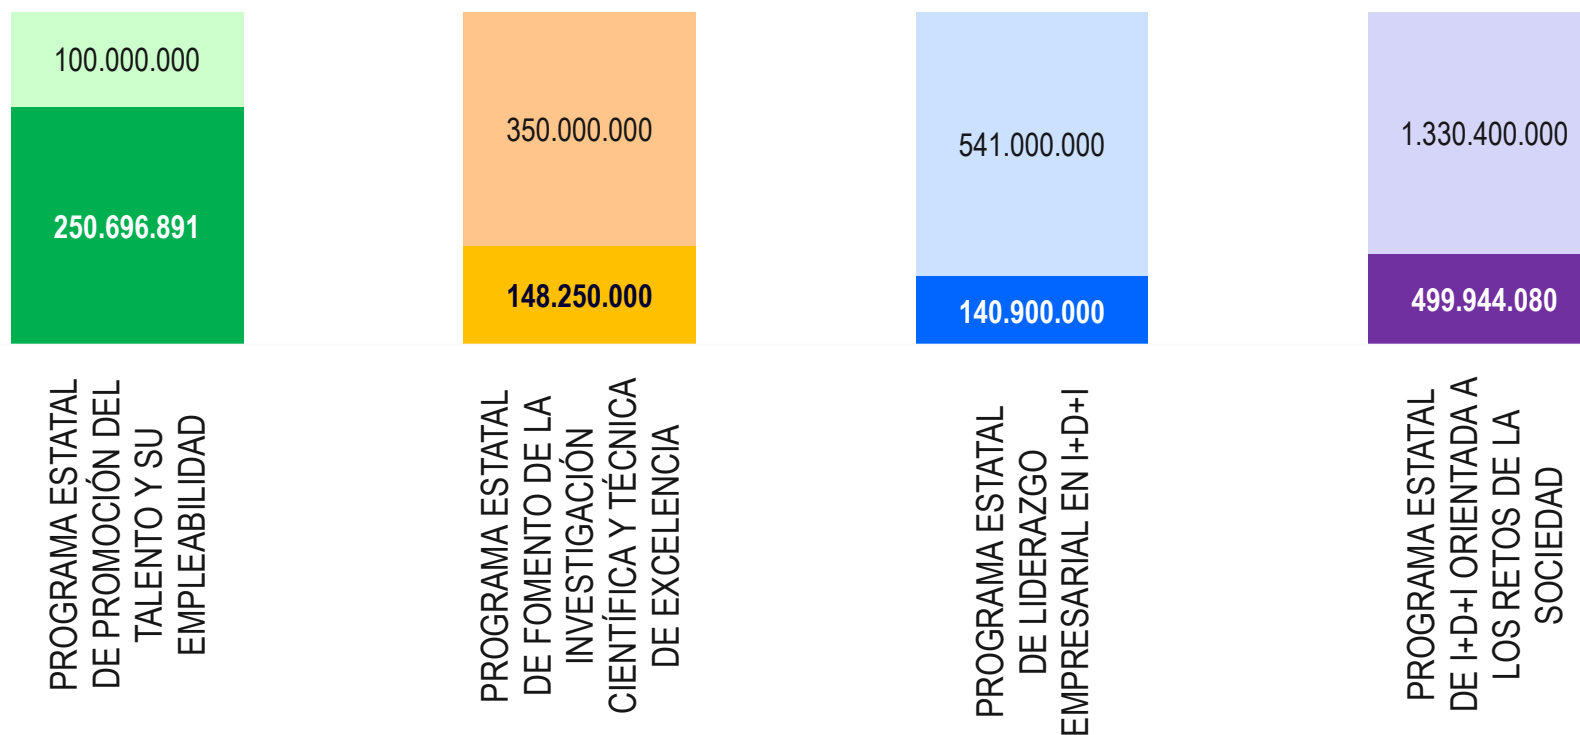 100.000.000
250.696.891
350.000.000
148.250.000
541.000.000
140.900.000
1.330.400.000
499.944.080
PROGRAMA ESTATAL
DE PROMOCIÓN DEL
TALENTO Y SU
EMPLEABILIDAD
PROGRAMA ESTATAL
DE FOMENTO DE LA
INVESTIGACIÓN
CIENTÍFICA Y TÉCNICA
DE EXCELENCIA
PROGRAMA ESTATAL
DE LIDERAZGO
EMPRESARIAL EN I+D+I
PROGRAMA ESTATAL
DE I+D+I ORIENTADA A
LOS RETOS DE LA
SOCIEDAD